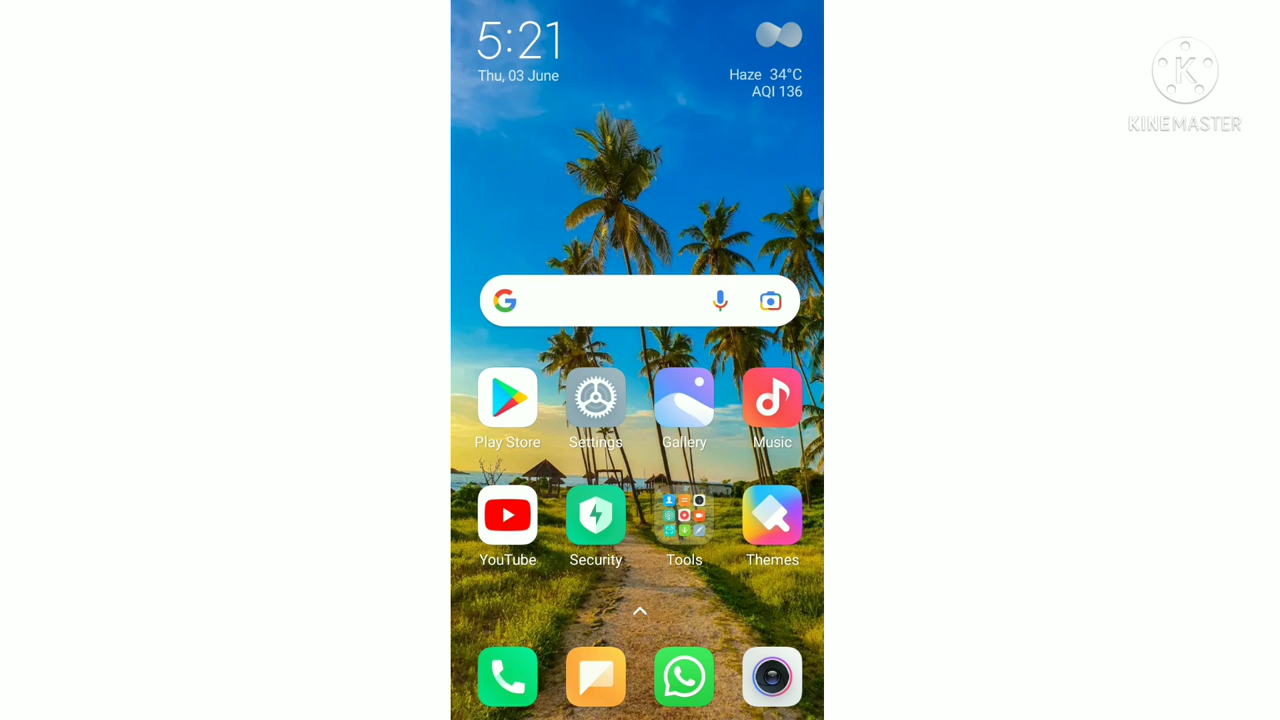 5:21
Thu, 03 June
Haze 34°C
AQI 136
KINEMASTER
Play Store
Settings
Gallery
Music
YouTube
Security
Tools
Themes